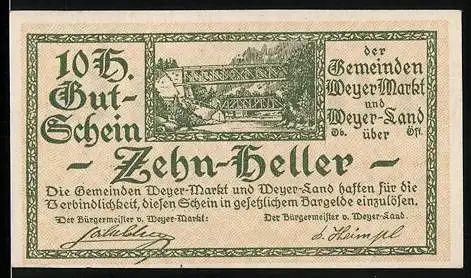 10 H.
Gut-
Schein
der
Gemeinden
Weyer Markt
und
Weyer-Land
Ob. über Öst.
- Zehn-Heller -
Die Gemeinden Weyer-Markt und Weyer-Land haften für die
Verbindlichkeit, diesen Schein in gesetzlichem Bargelde einzulösen.
Der Bürgermeister v. Weyer-Markt: Der Bürgermeister v. Weyer-Land.